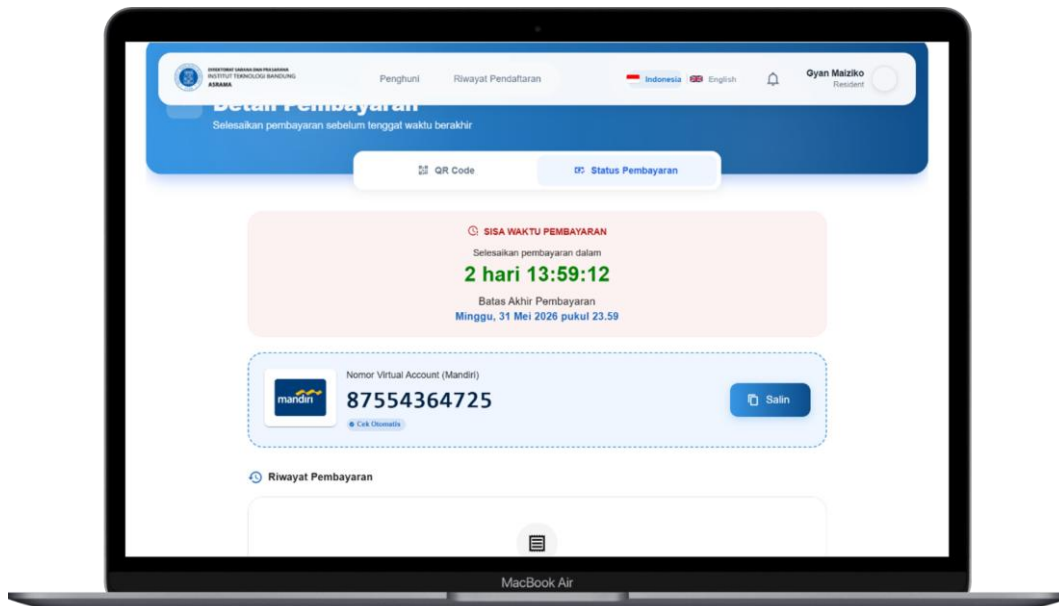 DIREKTORAT SARANA DAN PRASARANA
INSTITUT TEKNOLOGI BANDUNG
ASRAMA
Penghuni
Riwayat Pendaftaran
Indonesia
English
Gyan Maiziko
Resident
Detail Pembayaran
Selesaikan pembayaran sebelum tenggat waktu berakhir
QR Code
Status Pembayaran
SISA WAKTU PEMBAYARAN
Selesaikan pembayaran dalam
2 hari 13:59:12
Batas Akhir Pembayaran
Minggu, 31 Mei 2026 pukul 23.59
Nomor Virtual Account (Mandiri)
mandiri
87554364725
Salin
Cek Otomatis
Riwayat Pembayaran
MacBook Air